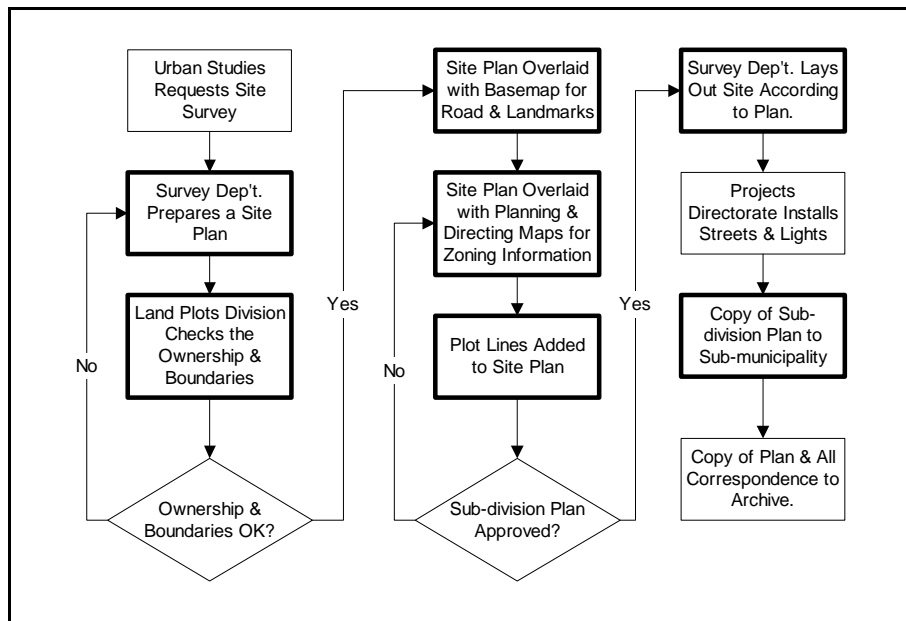 Urban Studies
Requests Site
Survey
Survey Dep't.
Prepares a Site
Plan
Land Plots Division
Checks the
Ownership &
Boundaries
No
Ownership &
Boundaries OK?
Yes
Site Plan Overlaid
with Basemap for
Road & Landmarks
Site Plan Overlaid
with Planning &
Directing Maps for
Zoning Information
Plot Lines Added
to Site Plan
No
Sub-division Plan
Approved?
Yes
Survey Dep't. Lays
Out Site According
to Plan.
Projects
Directorate Installs
Streets & Lights
Copy of Sub-
division Plan to
Sub-municipality
Copy of Plan & All
Correspondence to
Archive.